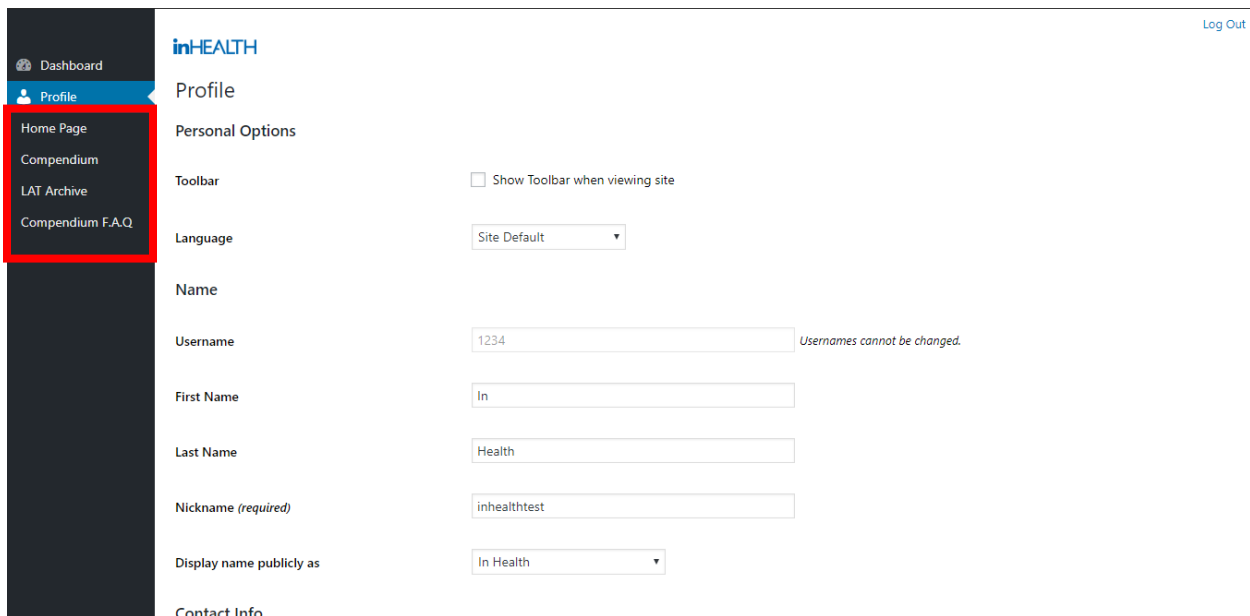 Log Out
inHEALTH
Dashboard
Profile
Home Page
Compendium
LAT Archive
Compendium F.A.Q
Profile
Personal Options
Toolbar Show Toolbar when viewing site
Language Site Default
Name
Username 1234 Usernames cannot be changed.
First Name In
Last Name Health
Nickname (required) inhealthtest
Display name publicly as In Health
Contact Info